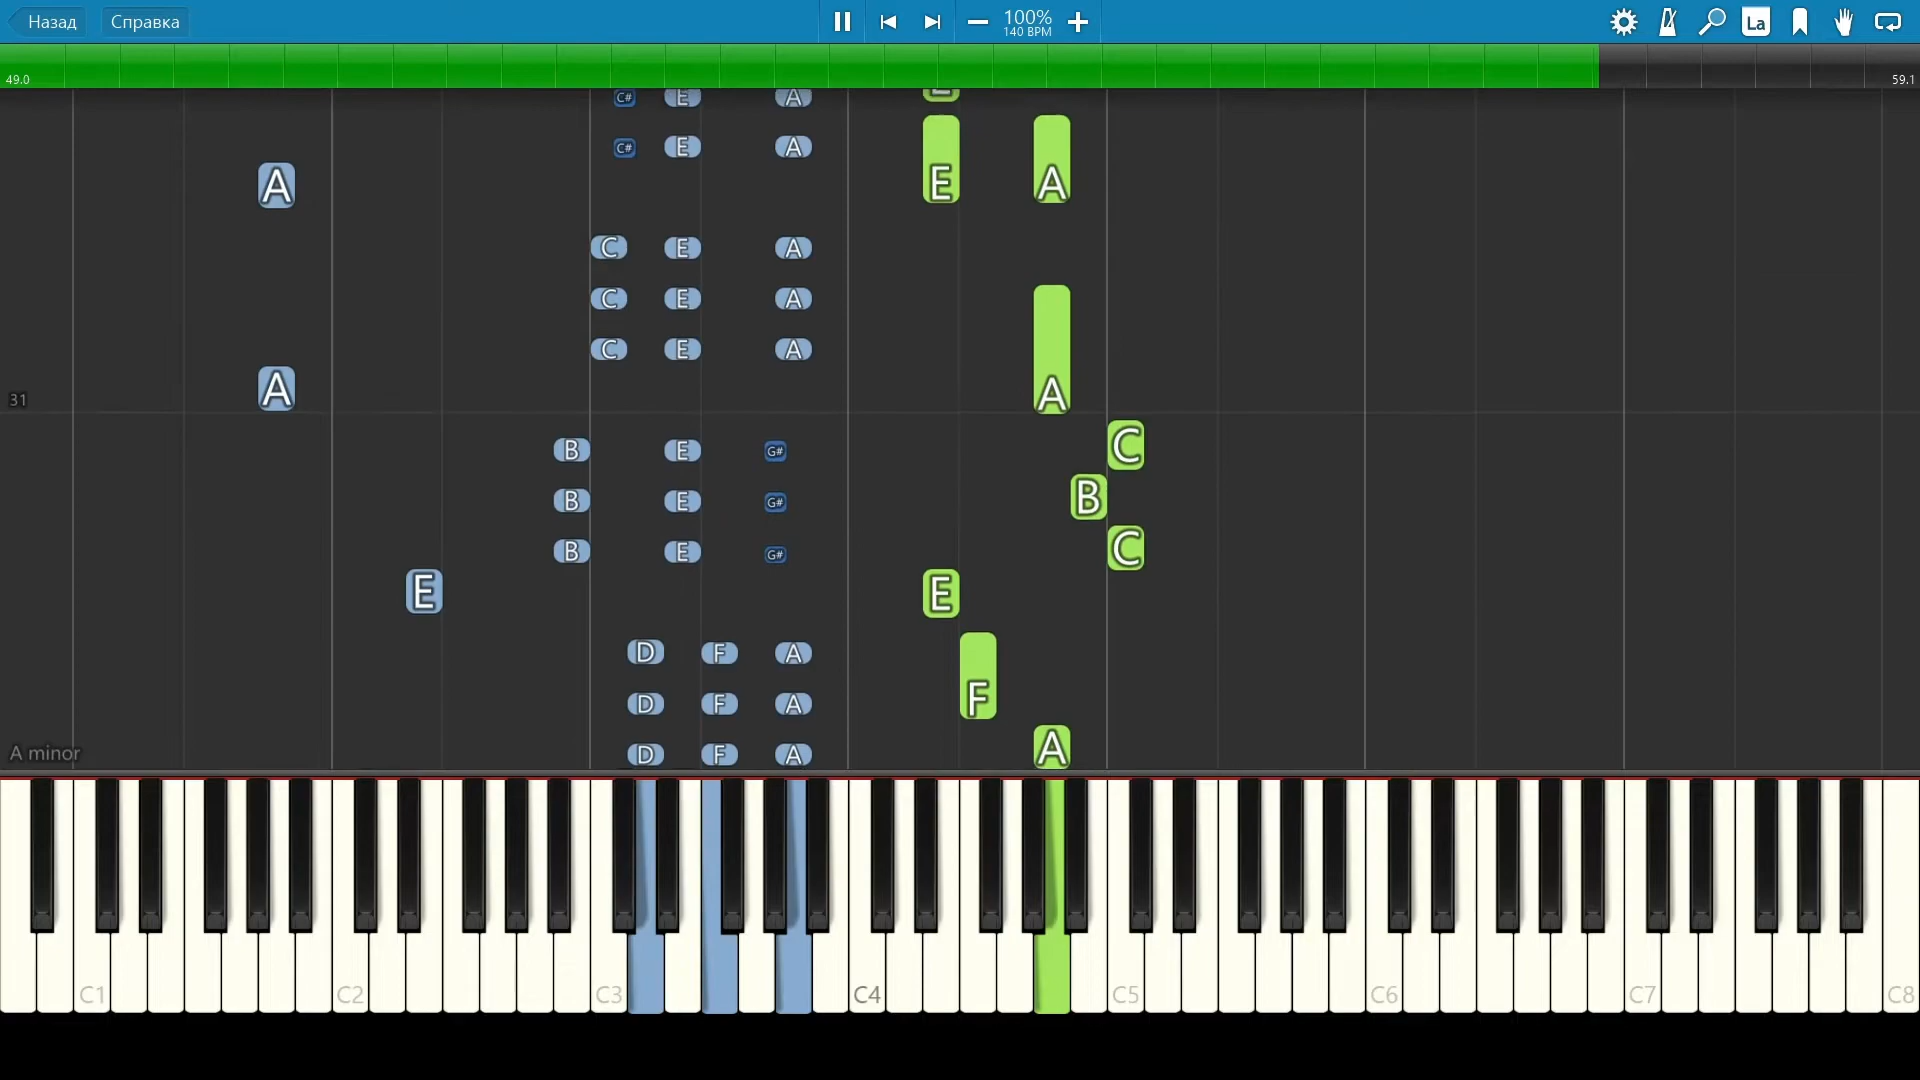 Назад Справка 100% La
140 BPM
49.0 59.1
C# E A E
C# E A E A
A
C E A
C E A
C E A
A A
31
B E G# C
B E G# B
B E G# C
E E
D F A
D F A F
A minor D F A A
C1 C2 C3 C4 C5 C6 C7 C8